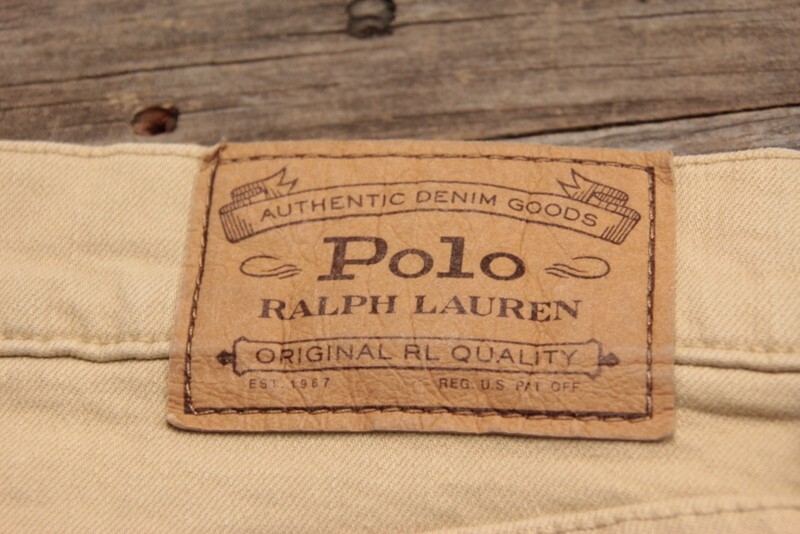 AUTHENTIC DENIM GOODS
Polo
RALPH LAUREN
ORIGINAL RL QUALITY
EST. 1967 REG. U.S. PAT. OFF